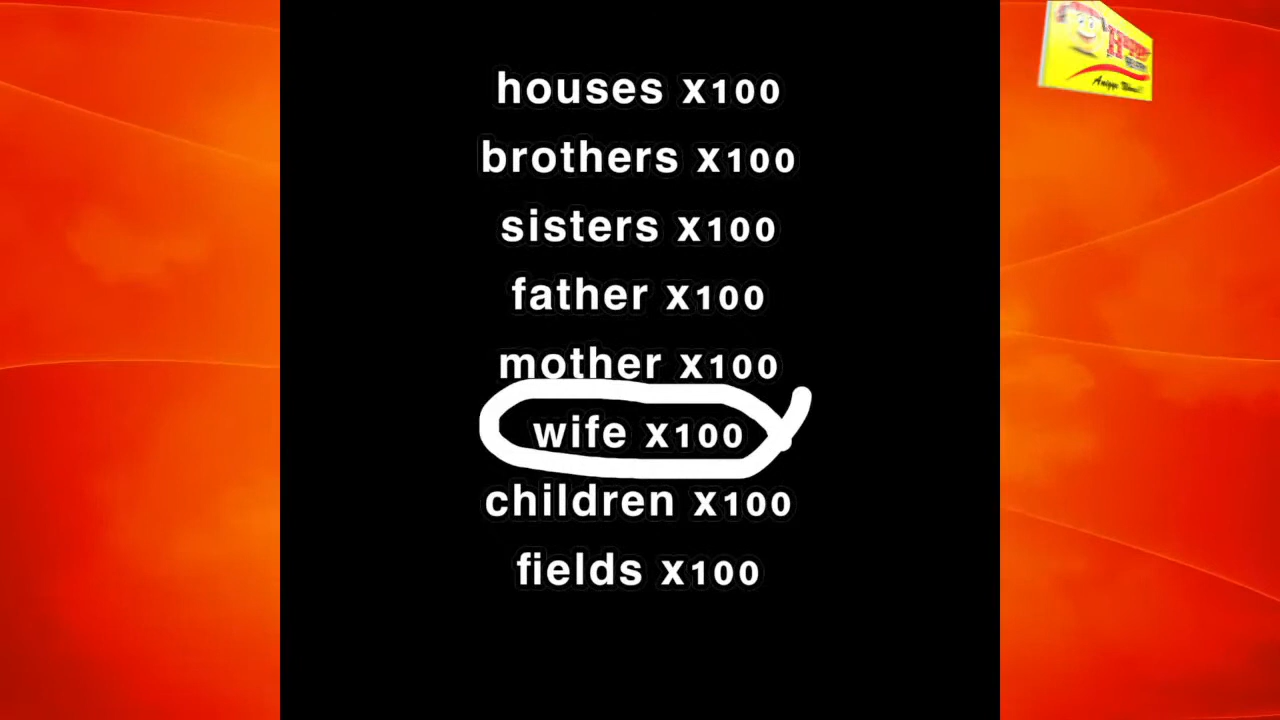 houses x100
brothers x100
sisters x100
father x100
mother x100
wife x100
children x100
fields x100